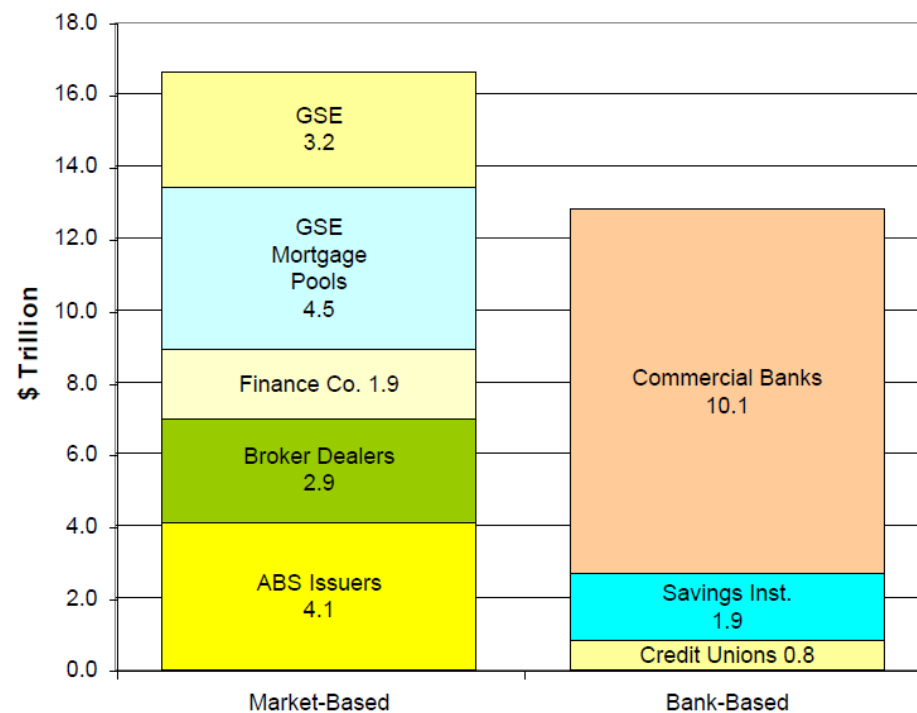 18.0
16.0
14.0
12.0
10.0
8.0
6.0
4.0
2.0
0.0
$ Trillion
GSE
3.2
GSE
Mortgage
Pools
4.5
Finance Co. 1.9
Broker Dealers
2.9
ABS Issuers
4.1
Commercial Banks
10.1
Savings Inst.
1.9
Credit Unions 0.8
Market-Based
Bank-Based